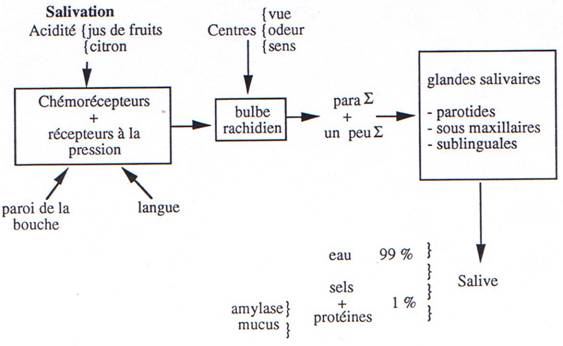 Salivation
Acidité {jus de fruits
{citron
Centres {vue
{odeur
{sens
Chémorécepteurs
+
récepteurs à la
pression
bulbe
rachidien
para Σ
+
un peu Σ
glandes salivaires
- parotides
- sous maxillaires
- sublinguales
paroi de la
bouche
langue
eau 99 % }
}
Salive
sels }
+ 1 %
protéines }
amylase }
mucus }